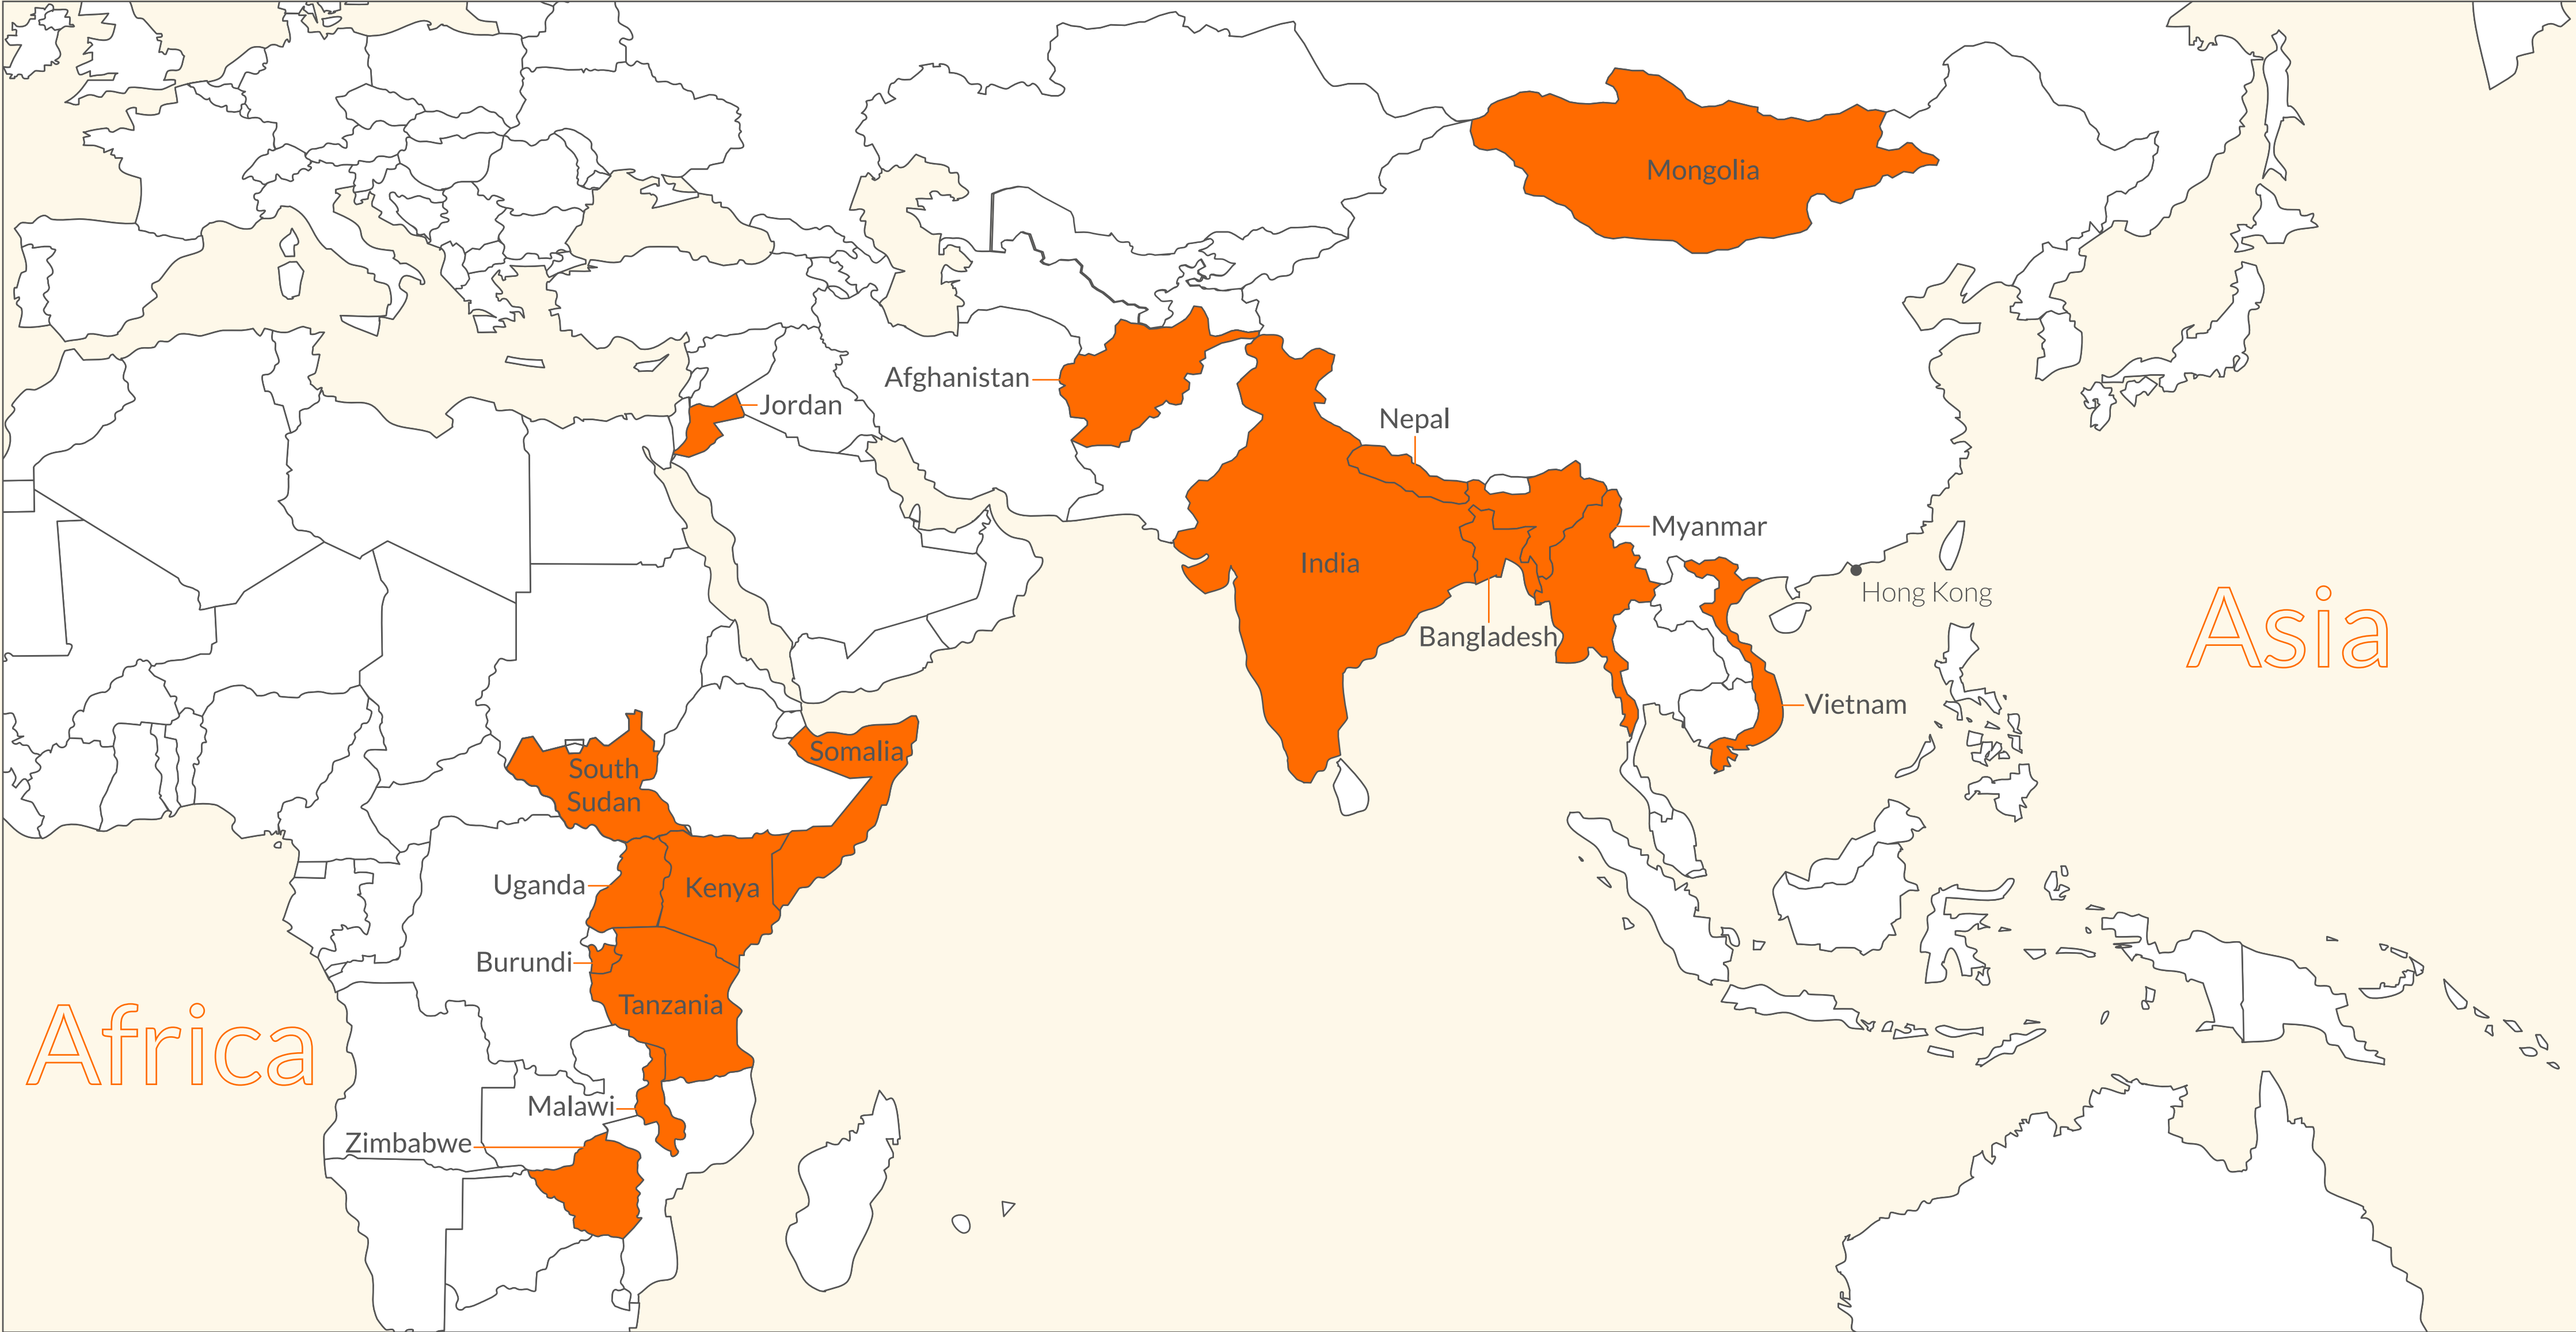 Mongolia
Afghanistan
Jordan
Nepal
Myanmar
India
Hong Kong
Bangladesh
Asia
Vietnam
Somalia
South
Sudan
Uganda
Kenya
Burundi
Tanzania
Africa
Malawi
Zimbabwe